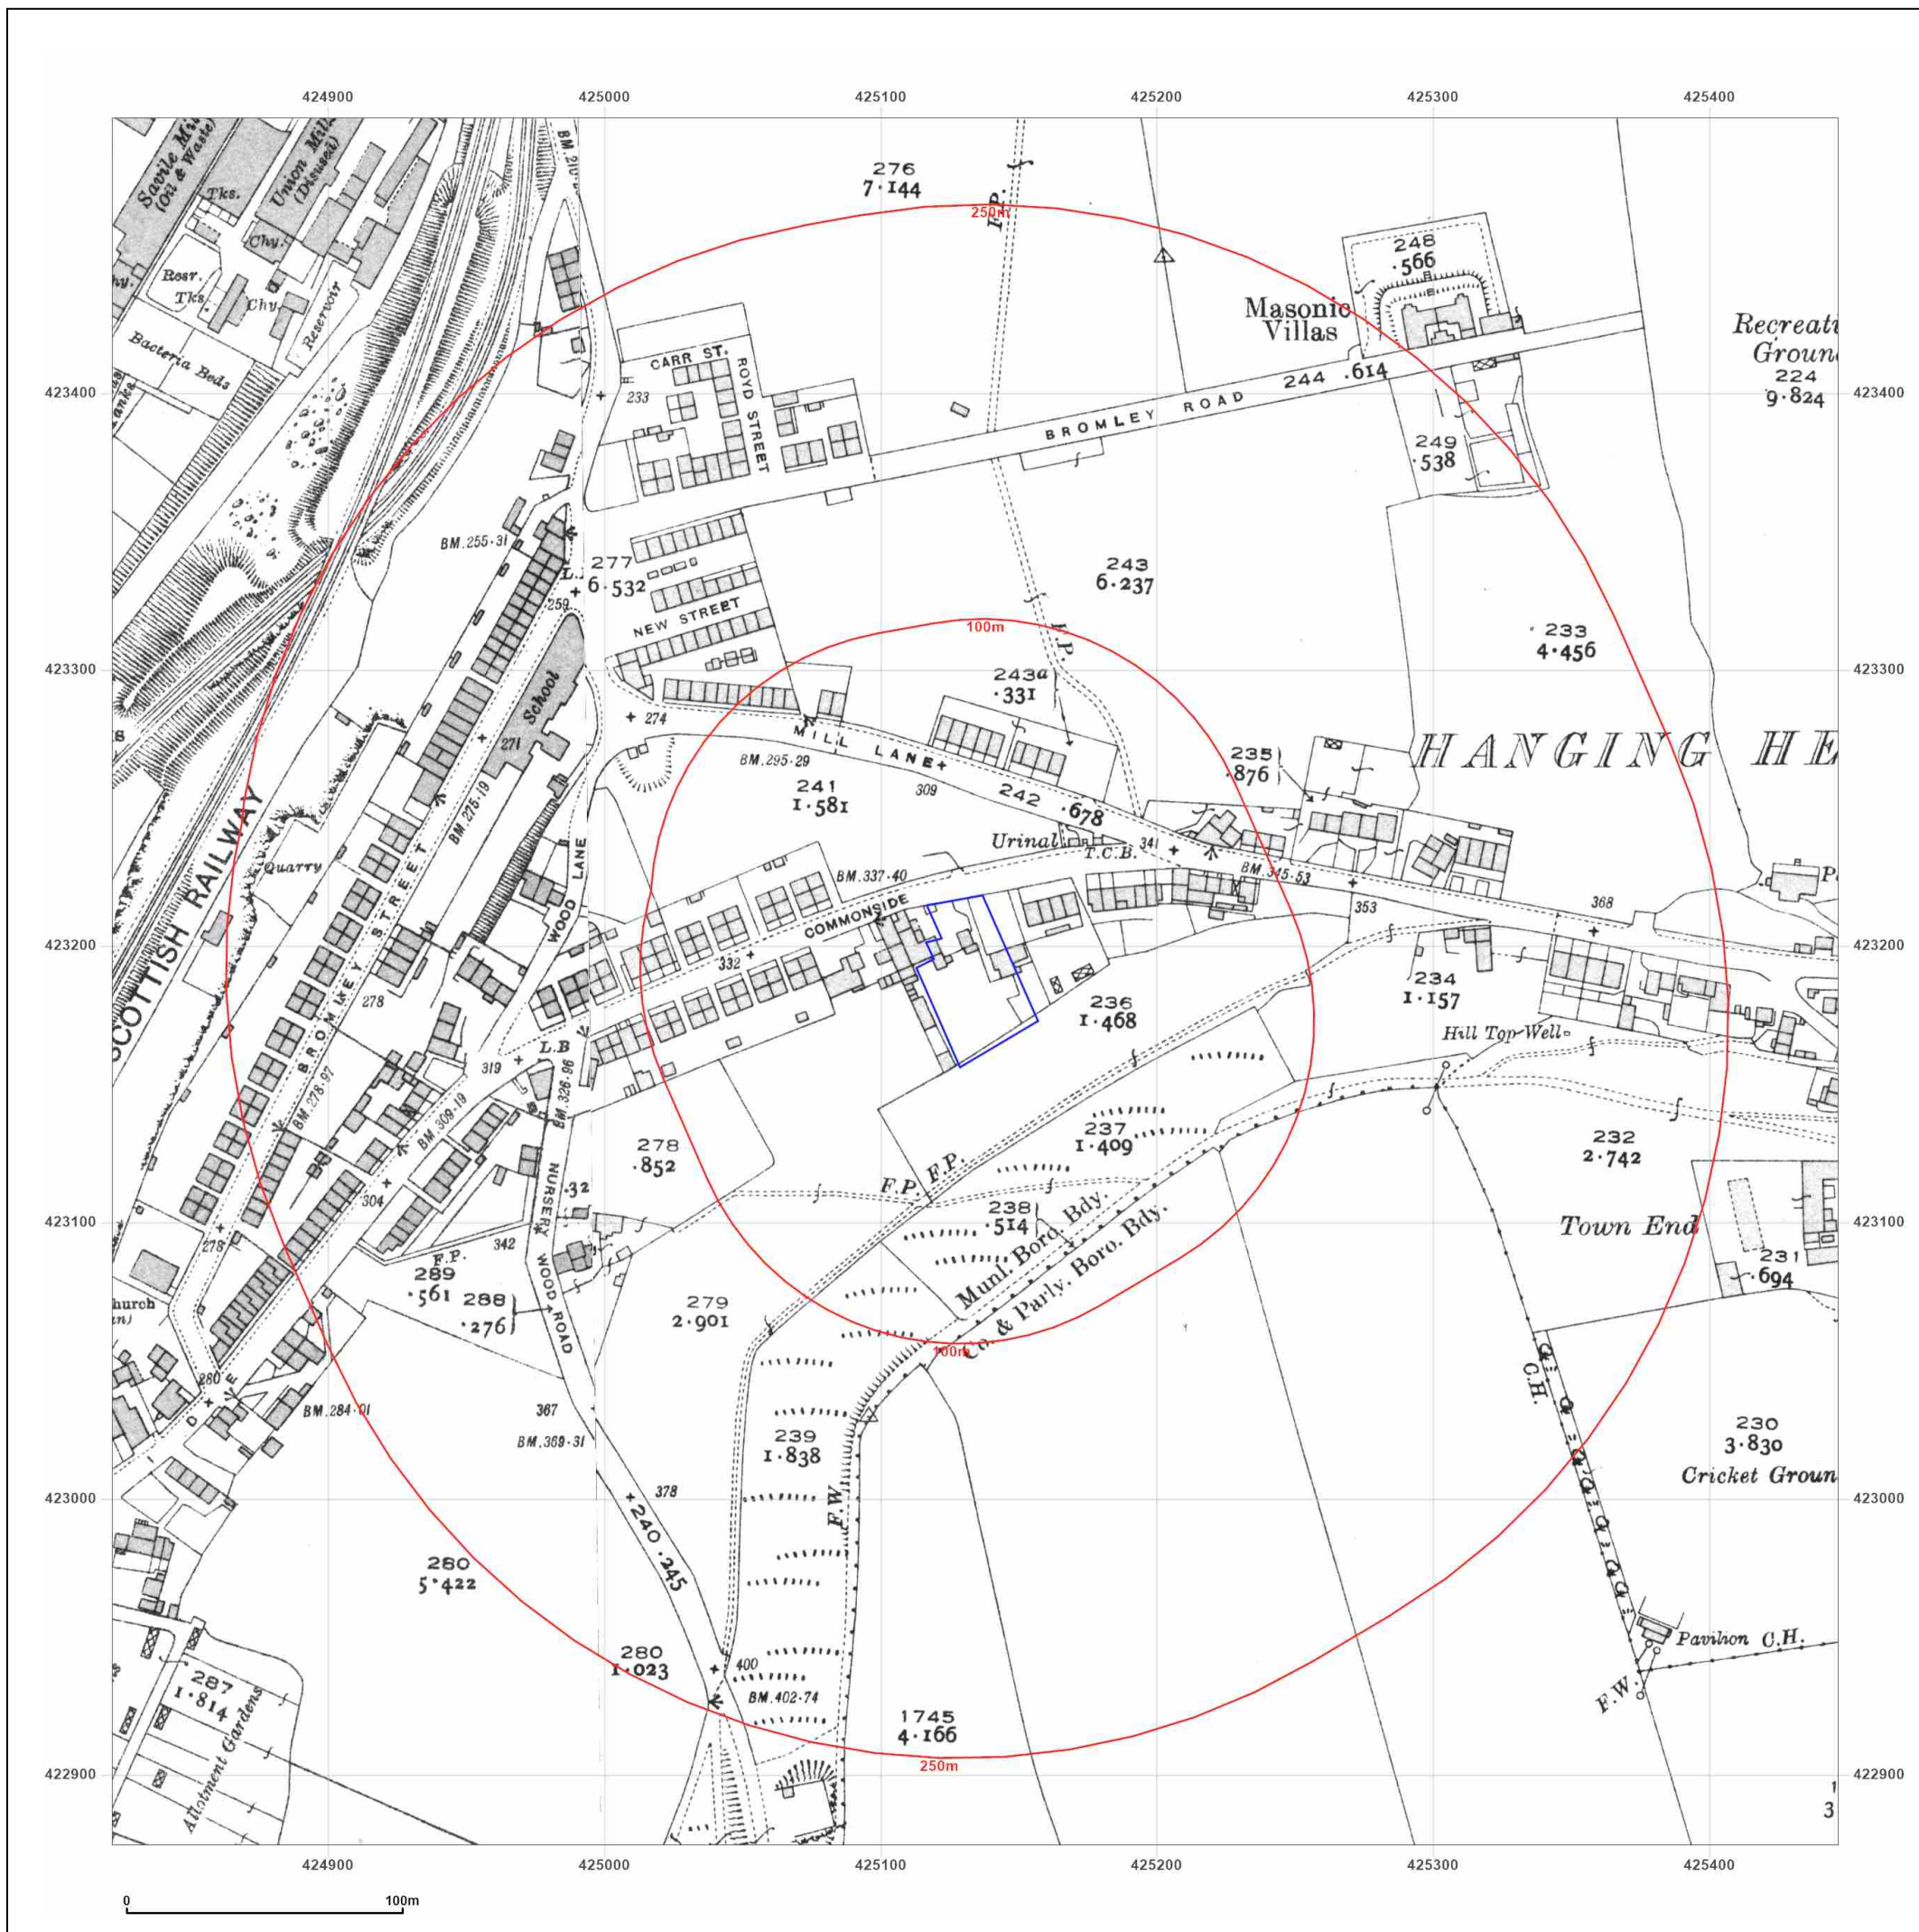 424900 425000 425100 425200 425300 425400
Savile
(Oil & Waste)
Union
(Disused)
Tks.
Chy.
Resr.
Tks
Chy.
Reservoir
Bacteria Beds
276
7·144
F.P.
250m
248
·566
Masonic
Villas
244 ·614
BROMLEY ROAD
224
9·824
423400
423400
CARR ST.
ROYD STREET
233
249
·538
BM.255·31
277
6·532
259
NEW STREET
243
6·237
100m
F.P.
233
4·456
423300
423300
243a
·331
School
271
274
MILL LANE
BM.295·29
309
241
1·581
242 ·678
235
·876
HANGING HE
Urinal
T.C.B.
341
BM.345·53
353
368
BM.275·19
Quarry
SCOTTISH RAILWAY
WOOD LANE
BM.337·40
COMMONSIDE
332
423200
423200
BROMLEY STREET
278
236
1·468
234
1·157
Hill Top Well
L.B
319
BM.326·96
BM.278·97
BM.309·19
304
278
·852
237
1·409
232
2·742
F.P.
F.P.
NURSERY WOOD ROAD
·32
342
F.P.
423100
423100
278
238
·514
Munl. Boro. Bdy.
Co. & Parly. Boro. Bdy.
Town End
231
·694
289
·561
288
·276
279
2·901
100m
280
BM.284·01
367
BM.369·31
C.H.
239
1·838
F.W.
230
3·830
Cricket Groun
378
423000
423000
240 ·245
280
5·422
280
1·023
400
BM.402·74
Pavilion C.H.
F.W.
287
1·814
Allotment Gardens
1745
4·166
250m
422900
422900
1
3
424900 425000 425100 425200 425300 425400
0 100m